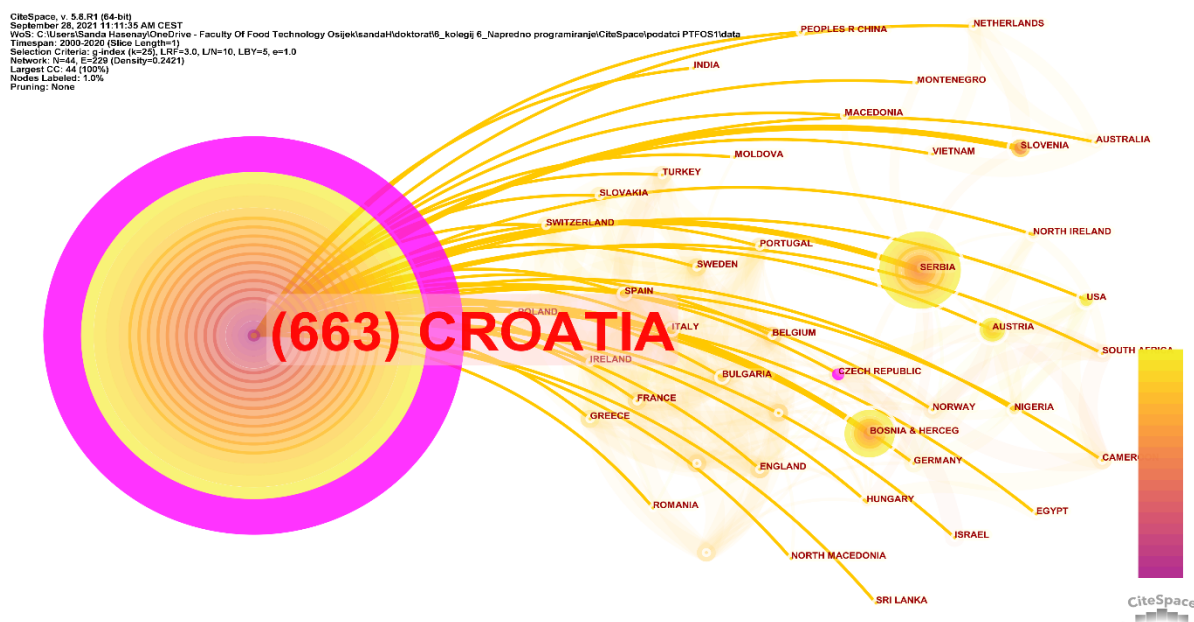 CiteSpace, v. 5.8.R1 (64-bit)
September 28, 2021 11:11:35 AM CEST
WoS: C:\Users\Sanda Hasenay\OneDrive - Faculty Of Food Technology Osijek\sandaH\doktorat\6_kolegij 6_Napredno programiranje\CiteSpace\podatci PTFOS1\data
Timespan: 2000-2020 (Slice Length=1)
Selection Criteria: g-index (k=25), LRF=3.0, L/N=10, LBY=5, e=1.0
Network: N=44, E=229 (Density=0.2421)
Largest CC: 44 (100%)
Nodes Labeled: 1.0%
Pruning: None
NETHERLANDS
PEOPLES R CHINA
INDIA
MONTENEGRO
MACEDONIA
AUSTRALIA
SLOVENIA
VIETNAM
MOLDOVA
TURKEY
SLOVAKIA
SWITZERLAND
NORTH IRELAND
PORTUGAL
SWEDEN
SERBIA
SPAIN
USA
POLAND
ITALY
AUSTRIA
BELGIUM
(663) CROATIA
SOUTH AFRICA
IRELAND
CZECH REPUBLIC
BULGARIA
FRANCE
NORWAY
NIGERIA
GREECE
BOSNIA & HERCEG
GERMANY
CAMER
ENGLAND
HUNGARY
ROMANIA
EGYPT
ISRAEL
NORTH MACEDONIA
SRI LANKA
CiteSpace